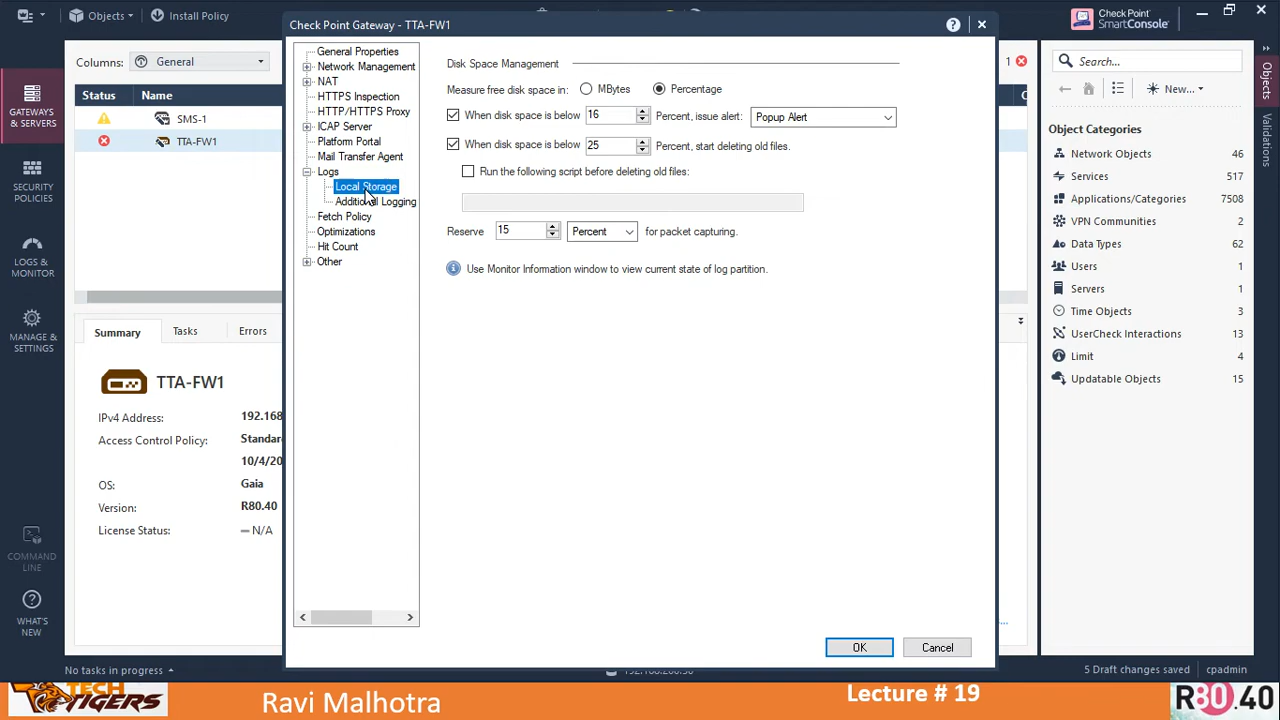 Objects
Install Policy
Check Point
SmartConsole
Check Point Gateway - TTA-FW1
GATEWAYS
& SERVERS
SECURITY
POLICIES
LOGS &
MONITOR
MANAGE &
SETTINGS
COMMAND
LINE
WHAT'S
NEW
Columns:
General
Status
Name
SMS-1
TTA-FW1
Summary
Tasks
Errors
TTA-FW1
IPv4 Address:
192.168
Access Control Policy:
Standar
10/4/20
OS:
Gaia
Version:
R80.40
License Status:
N/A
General Properties
Network Management
NAT
HTTPS Inspection
HTTP/HTTPS Proxy
ICAP Server
Platform Portal
Mail Transfer Agent
Logs
Local Storage
Additional Logging
Fetch Policy
Optimizations
Hit Count
Other
Disk Space Management
Measure free disk space in:
MBytes
Percentage
When disk space is below
16
Percent, issue alert:
Popup Alert
When disk space is below
25
Percent, start deleting old files.
Run the following script before deleting old files:
Reserve
15
Percent
for packet capturing.
Use Monitor Information window to view current state of log partition.
OK
Cancel
1
Search...
New...
Object Categories
Network Objects 46
Services 517
Applications/Categories 7508
VPN Communities 2
Data Types 62
Users 1
Servers 1
Time Objects 3
UserCheck Interactions 13
Limit 4
Updatable Objects 15
Objects
Validations
No tasks in progress
5 Draft changes saved
cpadmin
TECH
TIGERS
Ravi Malhotra
Lecture # 19
R80.40